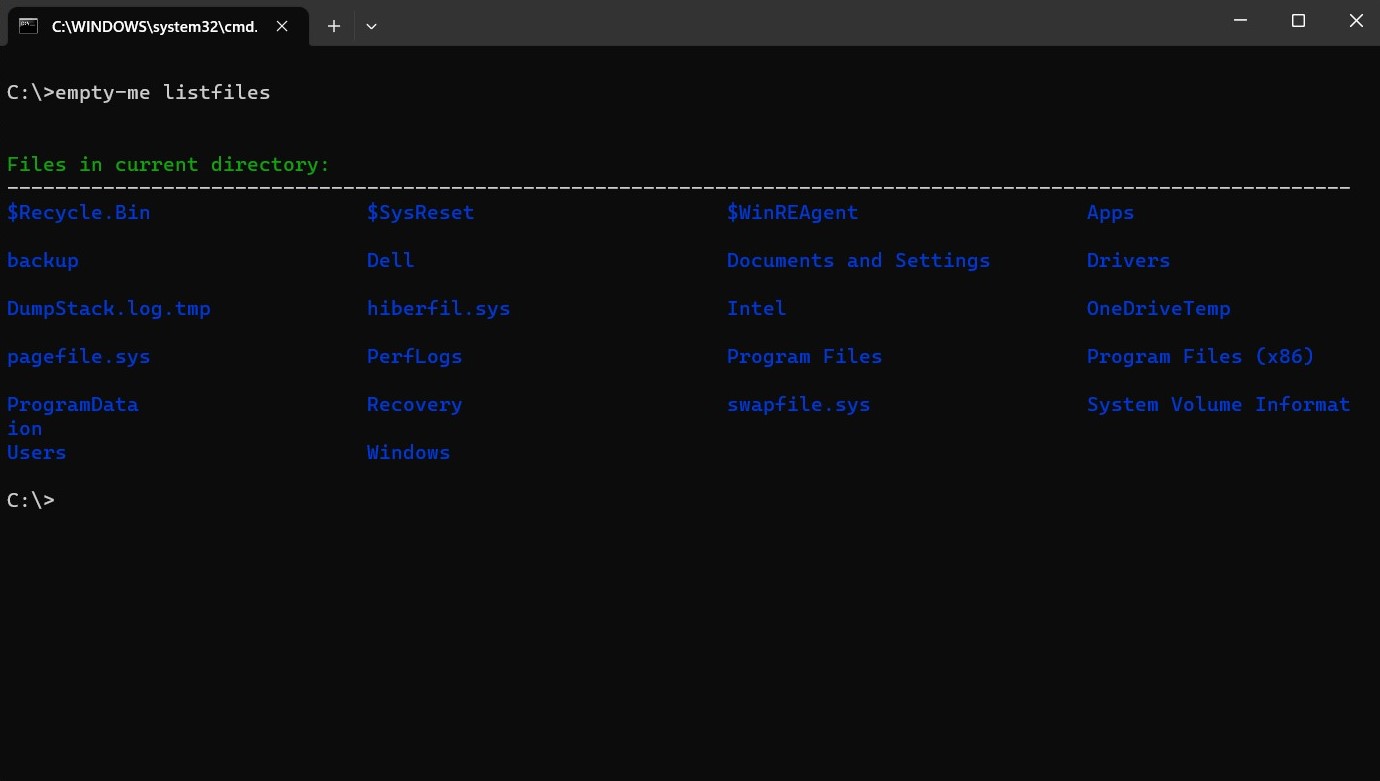 C:\WINDOWS\system32\cmd.
C:\>empty-me listfiles
Files in current directory:
----------------------------------------------------------------------------------------------------------------
$Recycle.Bin $SysReset $WinREAgent Apps
backup Dell Documents and Settings Drivers
DumpStack.log.tmp hiberfil.sys Intel OneDriveTemp
pagefile.sys PerfLogs Program Files Program Files (x86)
ProgramData Recovery swapfile.sys System Volume Informat
ion
Users Windows
C:\>